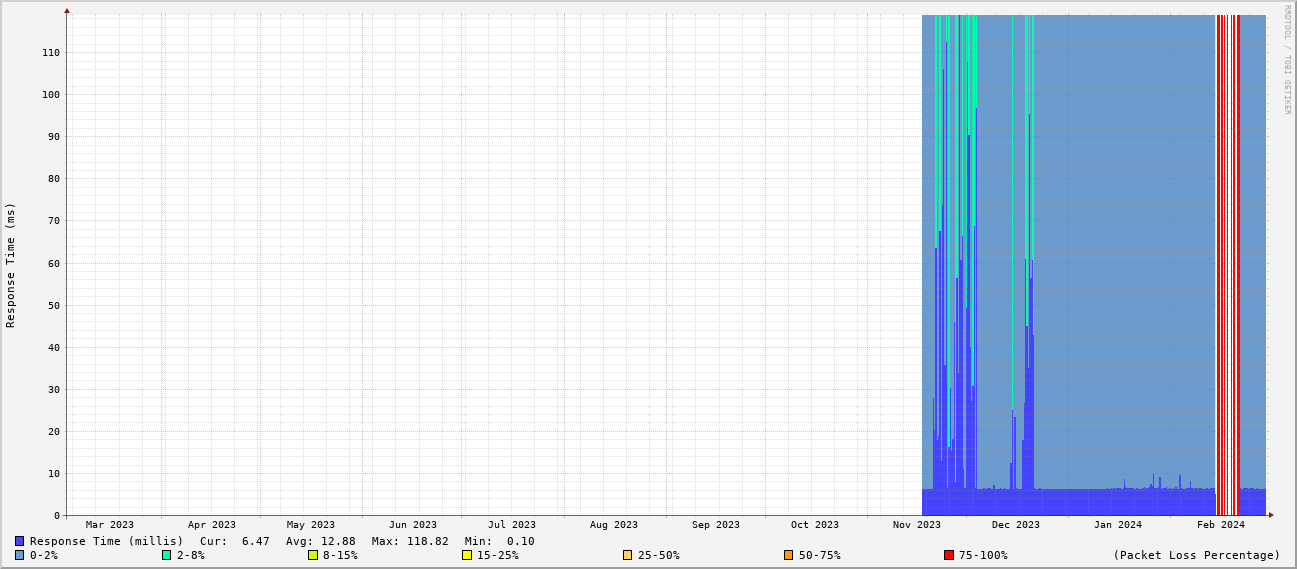 RRDTOOL / TOBI OETIKER
Response Time (ms)
110
100
90
80
70
60
50
40
30
20
10
0
Mar 2023 Apr 2023 May 2023 Jun 2023 Jul 2023 Aug 2023 Sep 2023 Oct 2023 Nov 2023 Dec 2023 Jan 2024 Feb 2024
Response Time (millis) Cur: 6.47 Avg: 12.88 Max: 118.82 Min: 0.10
0-2% 2-8% 8-15% 15-25% 25-50% 50-75% 75-100% (Packet Loss Percentage)